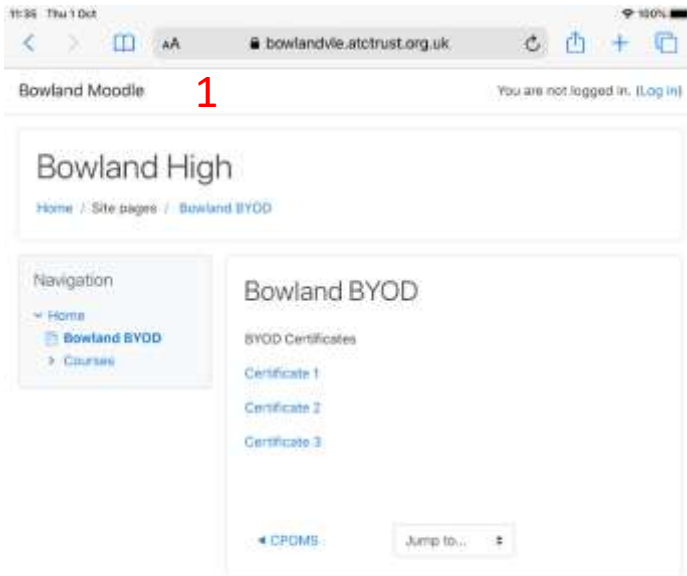 11:35 Thu 1 Oct 100%
AA bowlandvle.atctrust.org.uk
Bowland Moodle 1 You are not logged in. (Log in)
Bowland High
Home / Site pages / Bowland BYOD
Navigation
Home
Bowland BYOD
Courses
Bowland BYOD
BYOD Certificates
Certificate 1
Certificate 2
Certificate 3
◄ CPOMS Jump to...